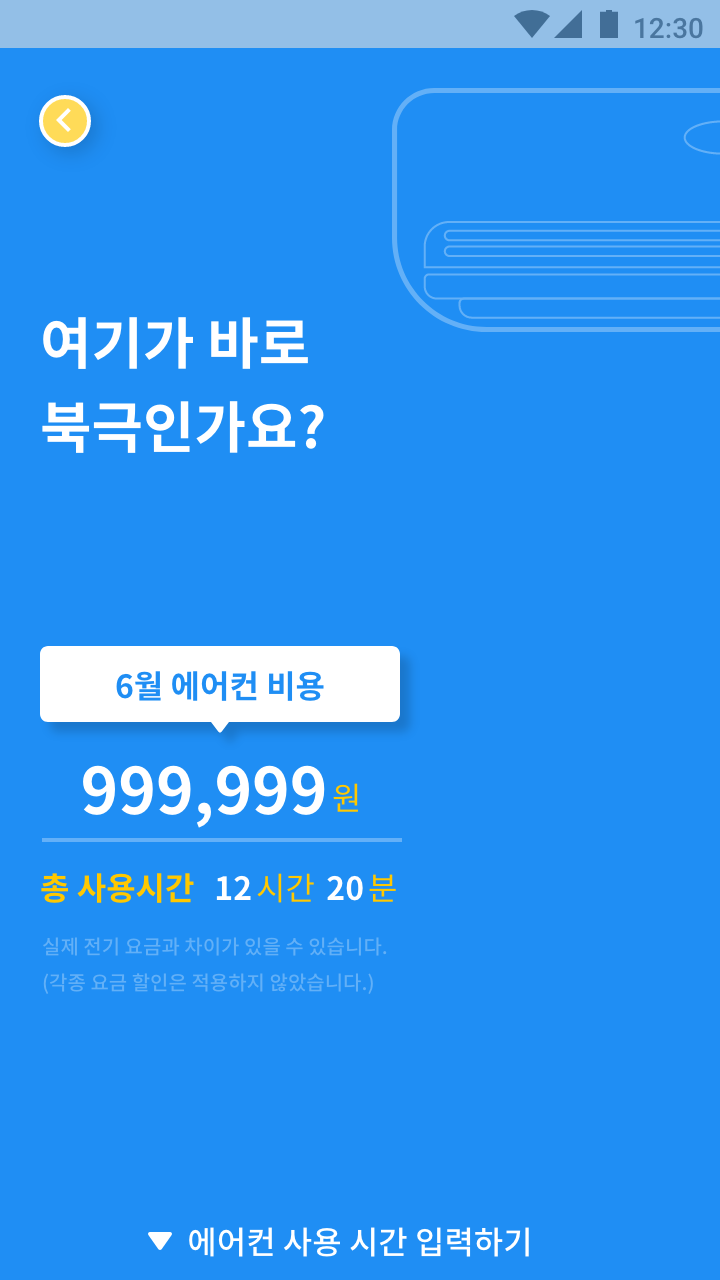 12:30
여기가 바로
북극인가요?
6월 에어컨 비용
999,999 원
총 사용시간 12 시간 20 분
실제 전기 요금과 차이가 있을 수 있습니다.
(각종 요금 할인은 적용하지 않았습니다.)
에어컨 사용 시간 입력하기